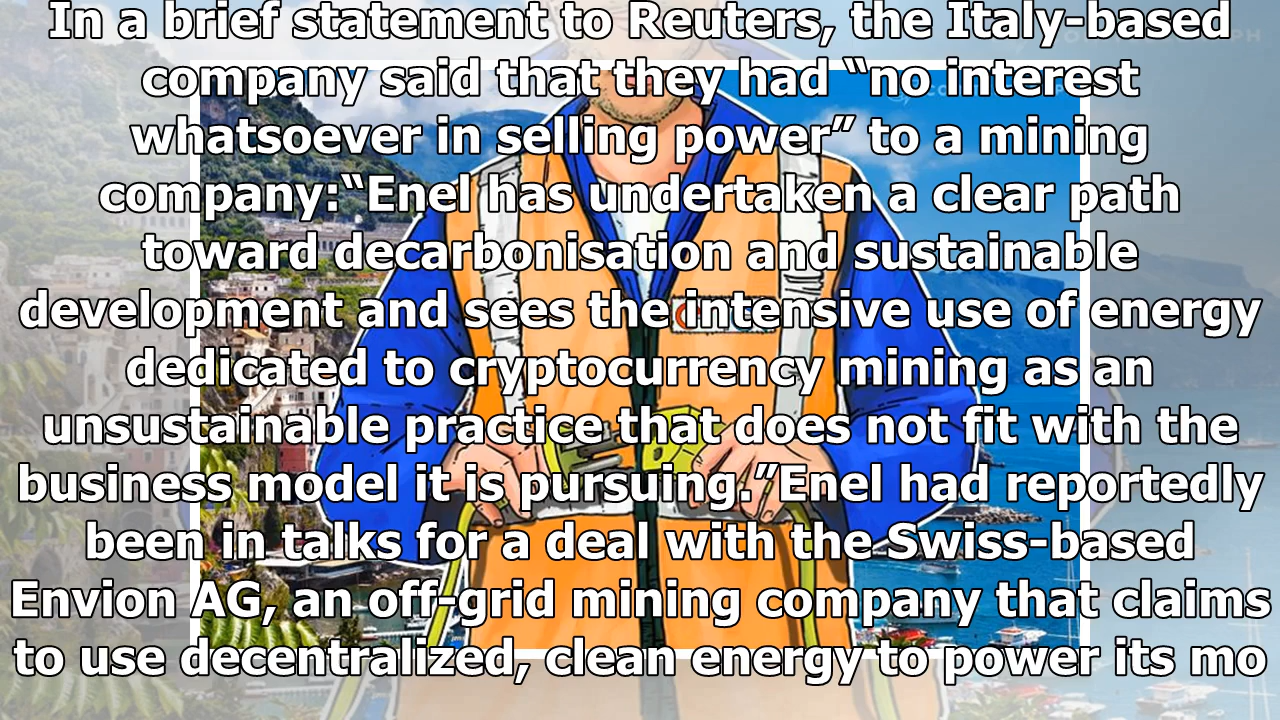 In a brief statement to Reuters, the Italy-based
company said that they had “no interest
whatsoever in selling power” to a mining
company:“Enel has undertaken a clear path
toward decarbonisation and sustainable
development and sees the intensive use of energy
dedicated to cryptocurrency mining as an
unsustainable practice that does not fit with the
business model it is pursuing.”Enel had reportedly
been in talks for a deal with the Swiss-based
Envion AG, an off-grid mining company that claims
to use decentralized, clean energy to power its mo